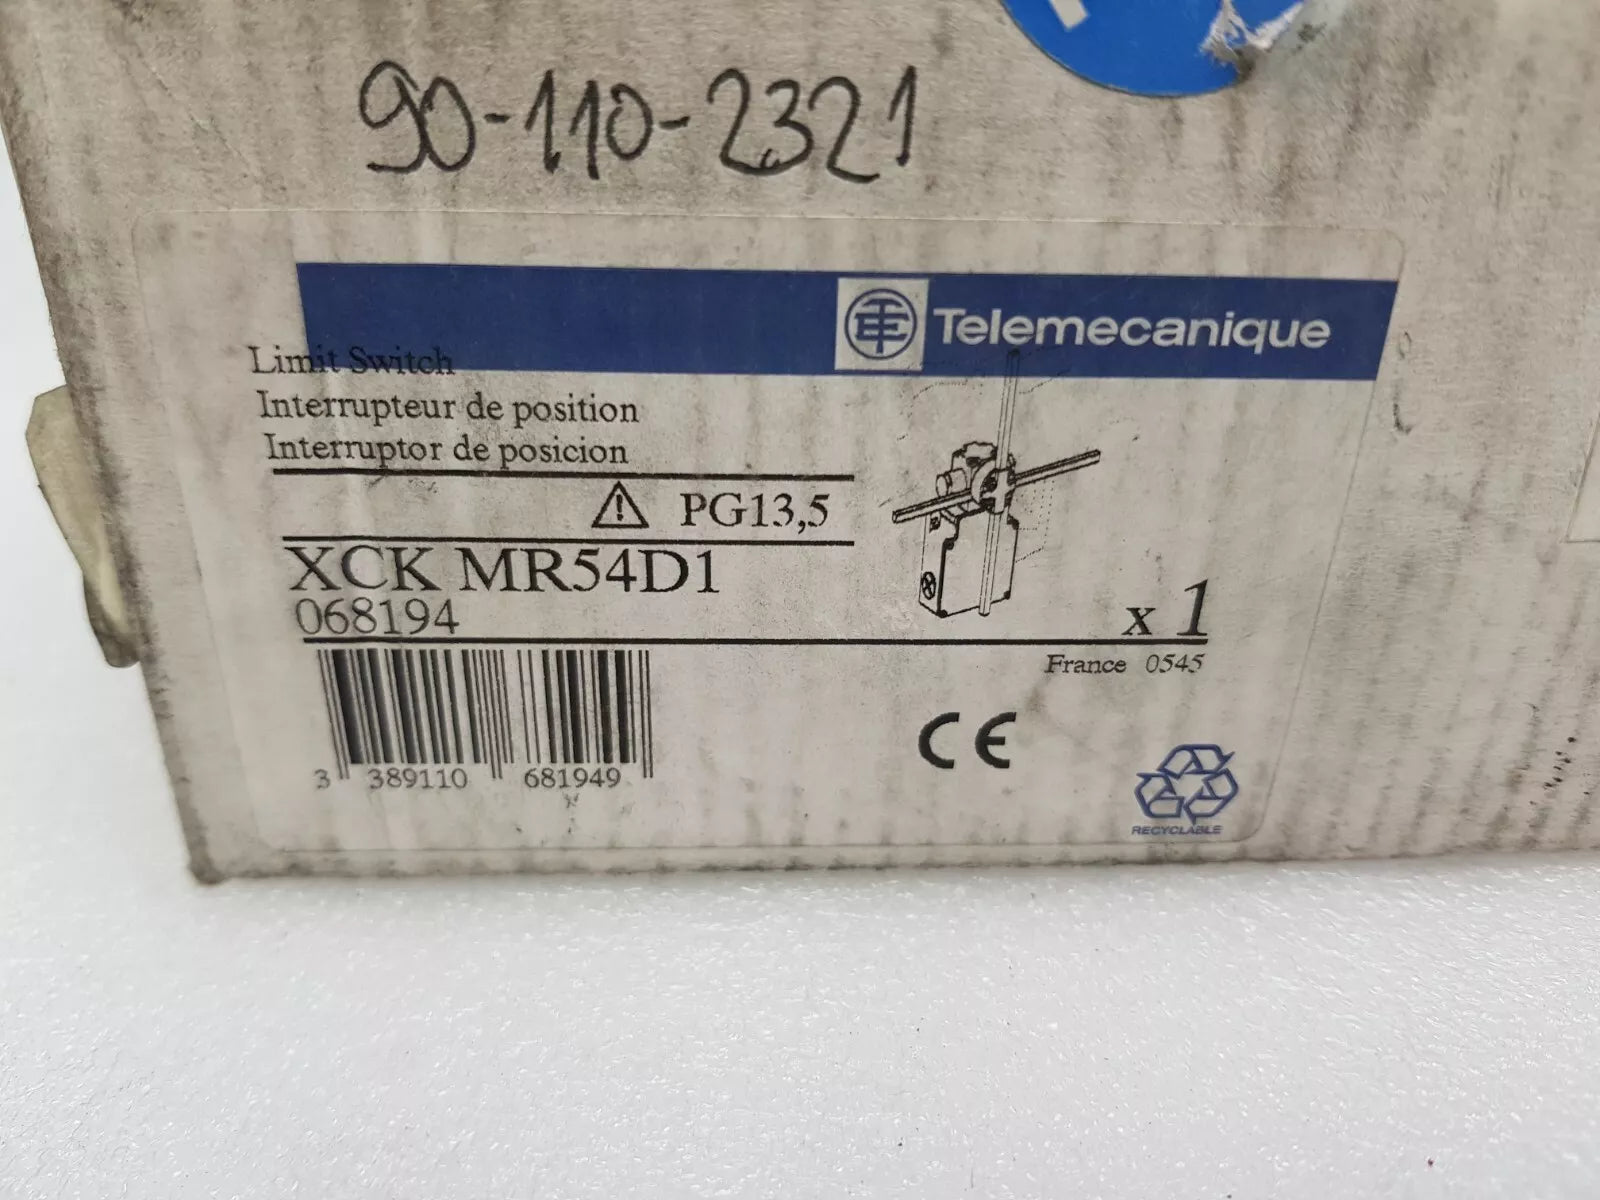 90-110-2321
Telemecanique
Limit Switch
Interrupteur de position
Interruptor de posicion
PG13,5
XCK MR54D1
068194
x 1
France 0545
3 389110 681949
CE
RECYCLABLE